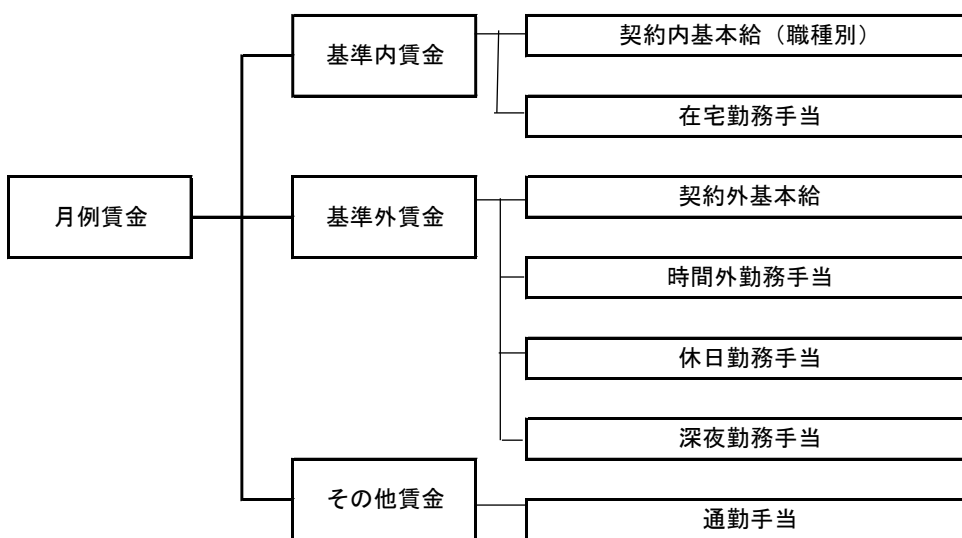 契約内基本給（職種別）
基準内賃金
在宅勤務手当
月例賃金
基準外賃金
契約外基本給
時間外勤務手当
休日勤務手当
深夜勤務手当
その他賃金
通勤手当